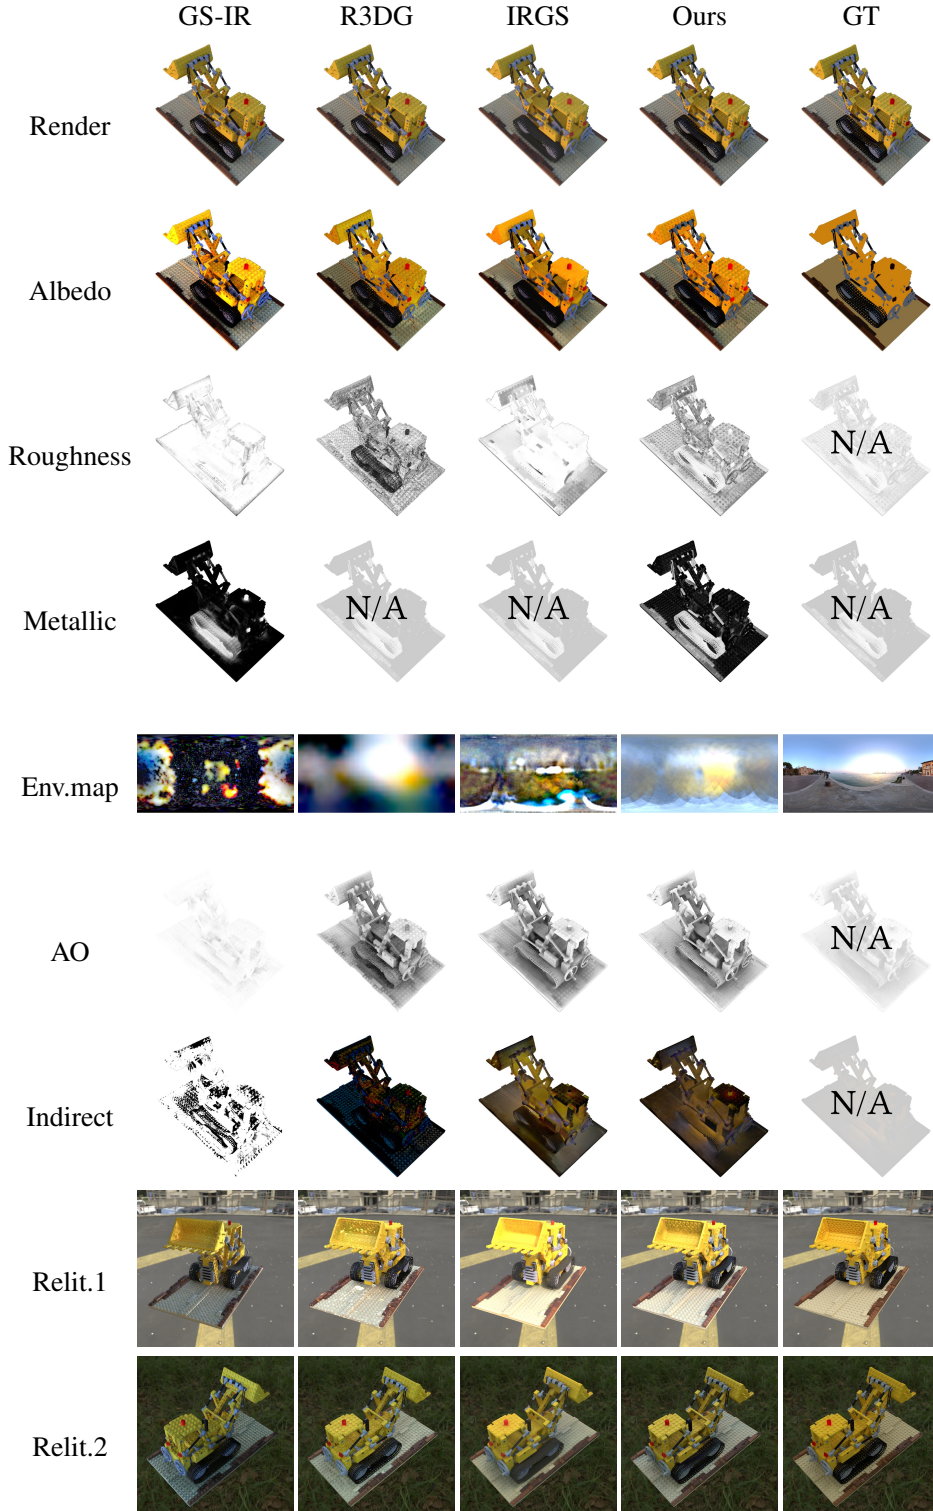 GS-IR R3DG IRGS Ours GT
Render
Albedo
Roughness N/A
Metallic N/A N/A N/A
Env.map
AO N/A
Indirect N/A
Relit.1
Relit.2